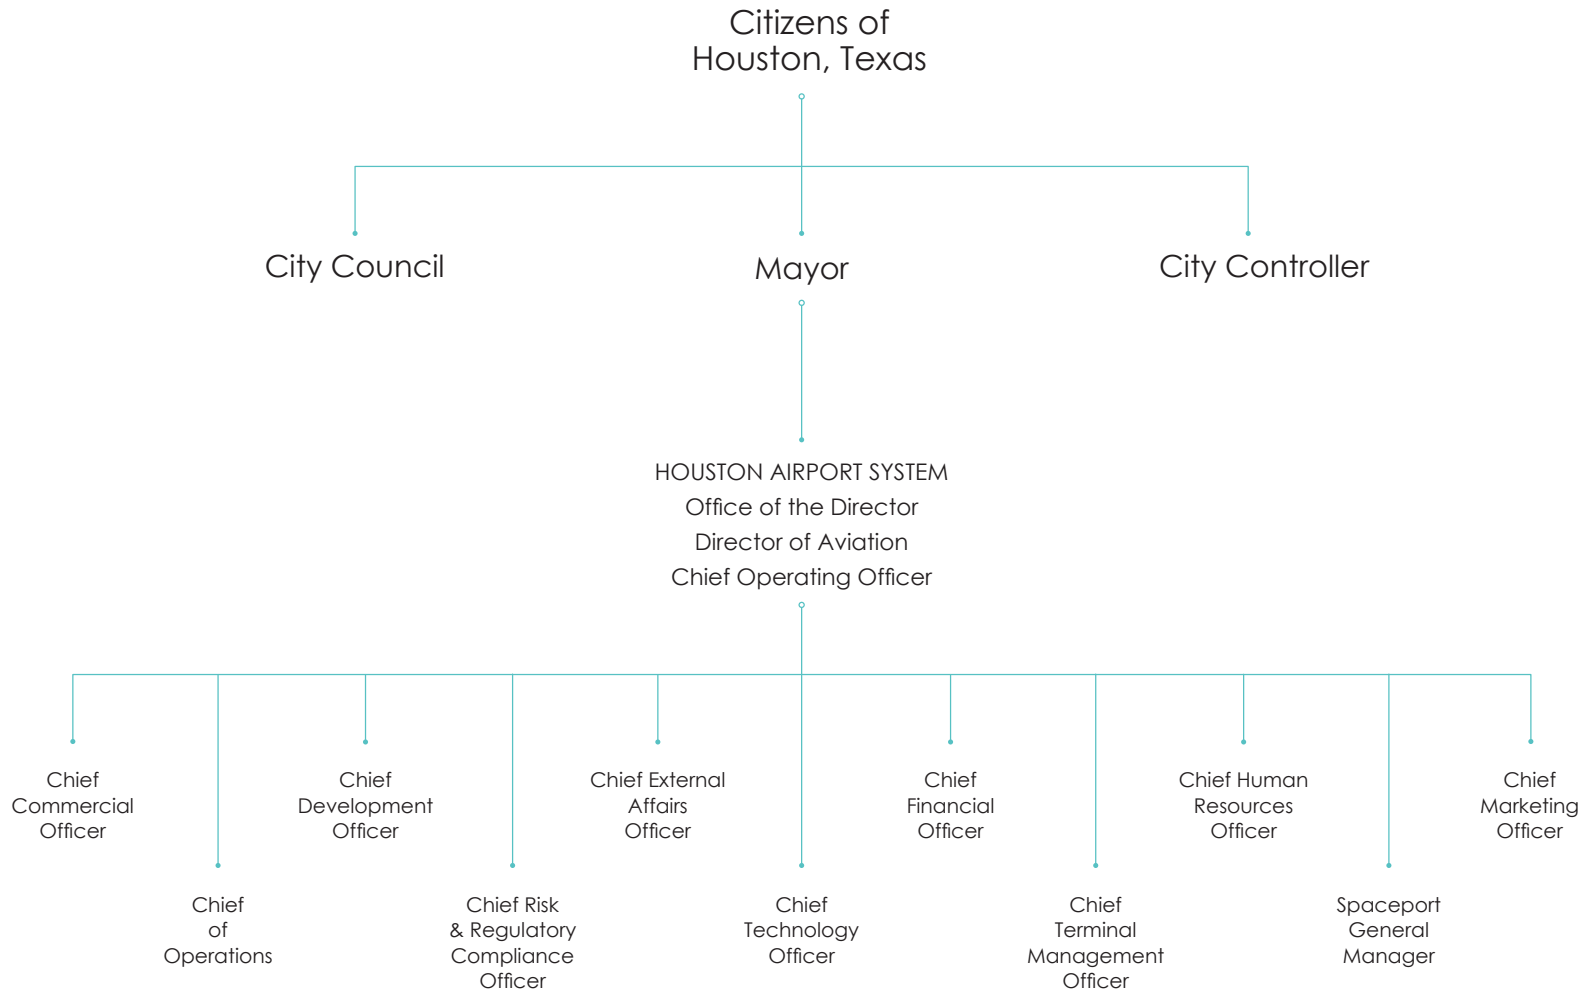 Citizens of
Houston, Texas
City Council
Mayor
City Controller
HOUSTON AIRPORT SYSTEM
Office of the Director
Director of Aviation
Chief Operating Officer
Chief
Commercial
Officer
Chief
Development
Officer
Chief External
Affairs
Officer
Chief
Financial
Officer
Chief Human
Resources
Officer
Chief
Marketing
Officer
Chief
of
Operations
Chief Risk
& Regulatory
Compliance
Officer
Chief
Technology
Officer
Chief
Terminal
Management
Officer
Spaceport
General
Manager